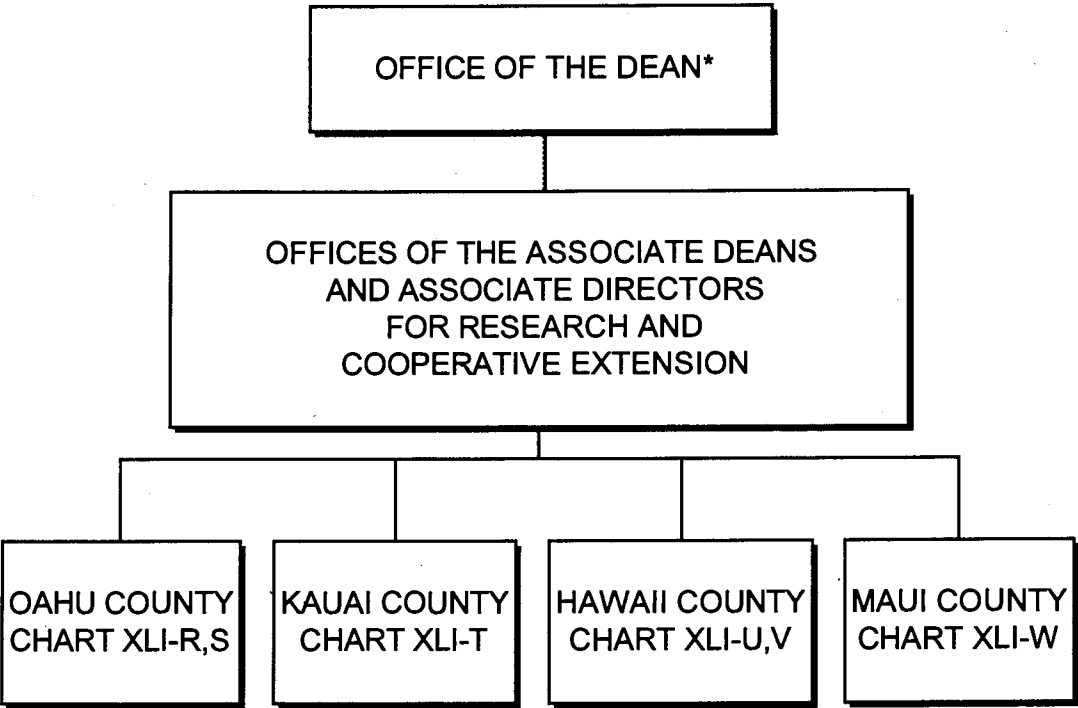 OFFICE OF THE DEAN*
OFFICES OF THE ASSOCIATE DEANS
AND ASSOCIATE DIRECTORS
FOR RESEARCH AND
COOPERATIVE EXTENSION
OAHU COUNTY
CHART XLI-R,S
KAUAI COUNTY
CHART XLI-T
HAWAII COUNTY
CHART XLI-U,V
MAUI COUNTY
CHART XLI-W